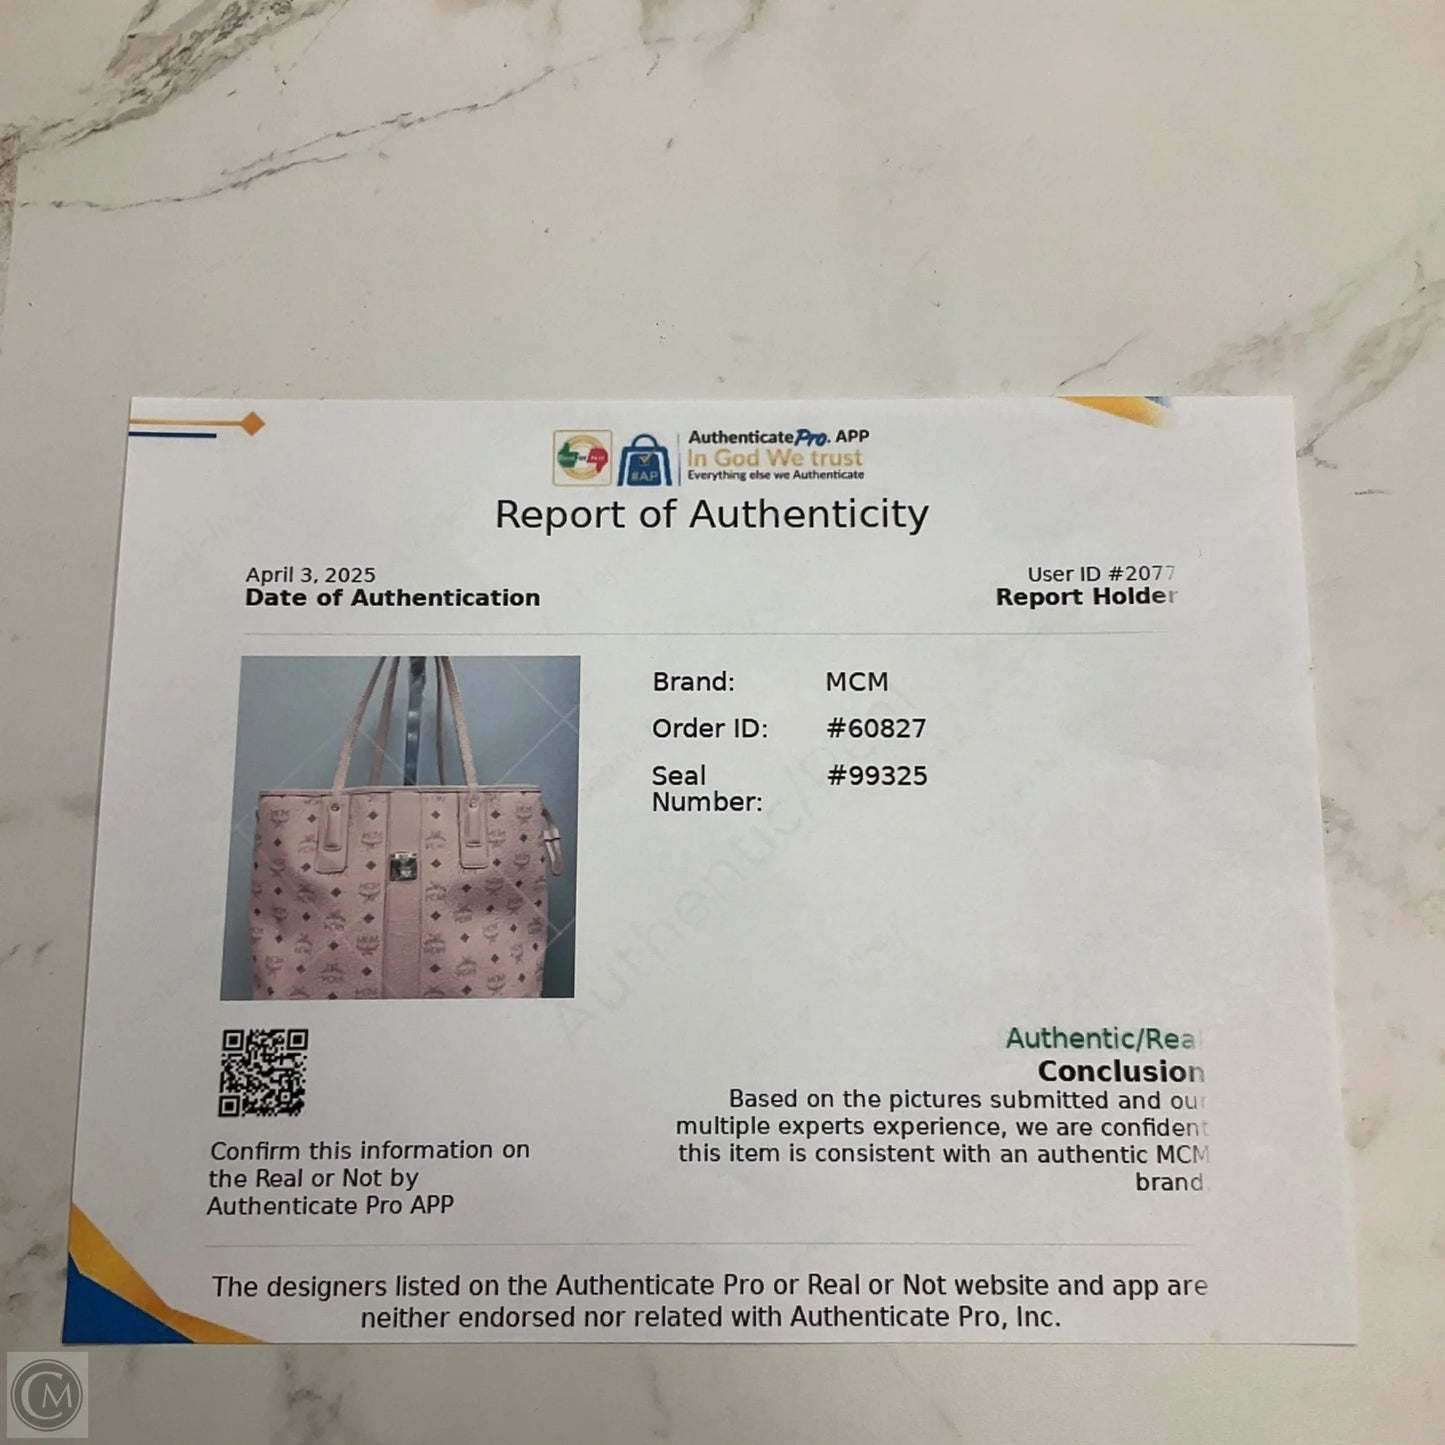 AuthenticatePro. APP
In God We trust
#AP
Everything else we Authenticate
Report of Authenticity
April 3, 2025
User ID #2077
Date of Authentication
Report Holder
Brand: MCM
Order ID: #60827
Seal Number: #99325
Authentic/Real
Authentic/Real
Conclusion
Based on the pictures submitted and our
multiple experts experience, we are confident
this item is consistent with an authentic MCM
brand.
Confirm this information on
the Real or Not by
Authenticate Pro APP
The designers listed on the Authenticate Pro or Real or Not website and app are
neither endorsed nor related with Authenticate Pro, Inc.
CM